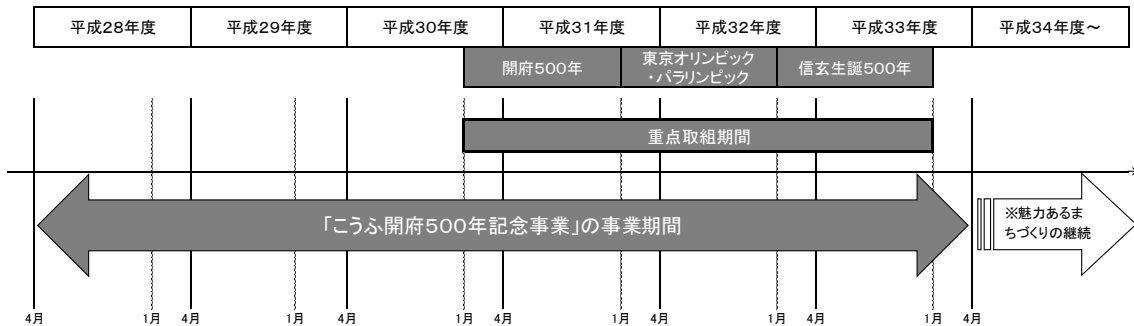 平成28年度
平成29年度
平成30年度
平成31年度
平成32年度
平成33年度
平成34年度～
開府500年
東京オリンピック
・パラリンピック
信玄生誕500年
重点取組期間
「こうふ開府500年記念事業」の事業期間
※魅力あるま
ちづくりの継続
4月
1月
4月
1月
4月
1月
4月
1月
4月
1月
4月
1月
4月